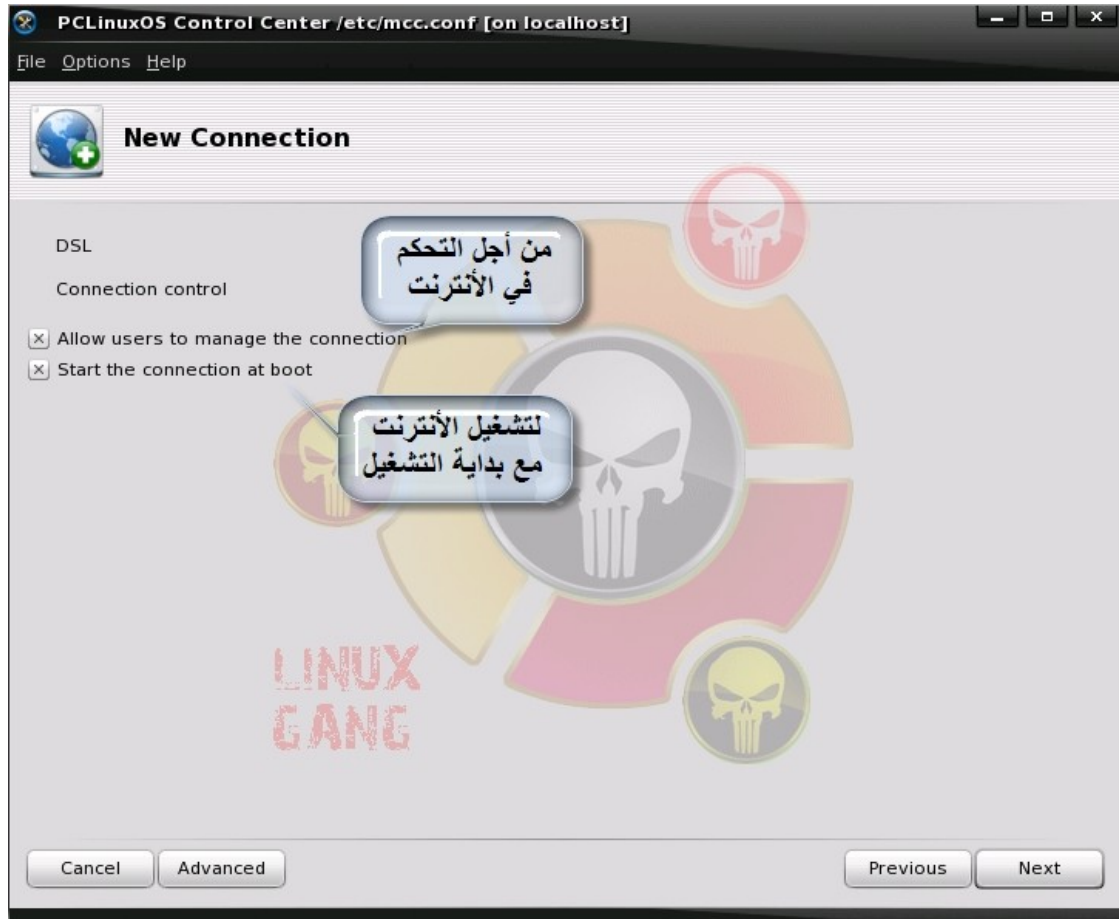 PCLinuxOS Control Center /etc/mcc.conf [on localhost]
File Options Help
New Connection
DSL
من أجل التحكم
في الأنترنت
Connection control
Allow users to manage the connection
Start the connection at boot
لتشغيل الأنترنت
مع بداية التشغيل
LINUX
GANG
Cancel Advanced Previous Next